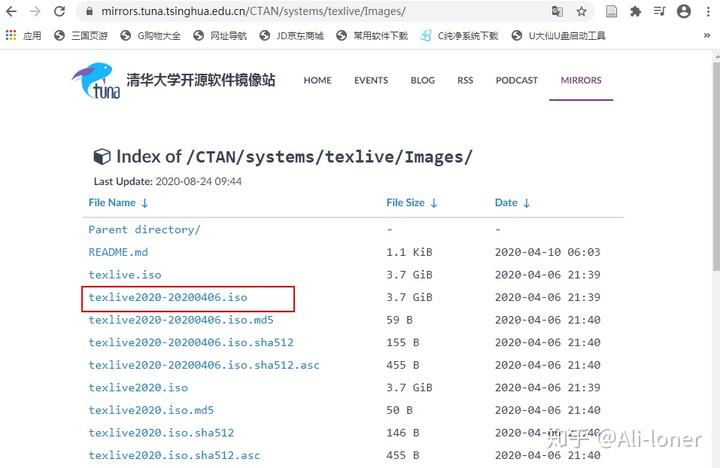 mirrors.tuna.tsinghua.edu.cn/CTAN/systems/texlive/Images/
应用 三国页游 G购物大全 网址导航 JD京东商城 常用软件下载 C纯净系统下载 U大仙U盘启动工具 »
tuna 清华大学开源软件镜像站 HOME EVENTS BLOG RSS PODCAST MIRRORS
Index of /CTAN/systems/texlive/Images/
Last Update: 2020-08-24 09:44
File Name ↓ File Size ↓ Date ↓
Parent directory/ - -
README.md 1.1 KiB 2020-04-10 06:03
texlive.iso 3.7 GiB 2020-04-06 21:39
texlive2020-20200406.iso 3.7 GiB 2020-04-06 21:39
texlive2020-20200406.iso.md5 59 B 2020-04-06 21:40
texlive2020-20200406.iso.sha512 155 B 2020-04-06 21:40
texlive2020-20200406.iso.sha512.asc 455 B 2020-04-06 21:40
texlive2020.iso 3.7 GiB 2020-04-06 21:39
texlive2020.iso.md5 50 B 2020-04-06 21:40
texlive2020.iso.sha512 146 B 2020-04-06 21:40
texlive2020.iso.sha512.asc 455 B 2020-04-06 21:40
知乎 @Ali-loner